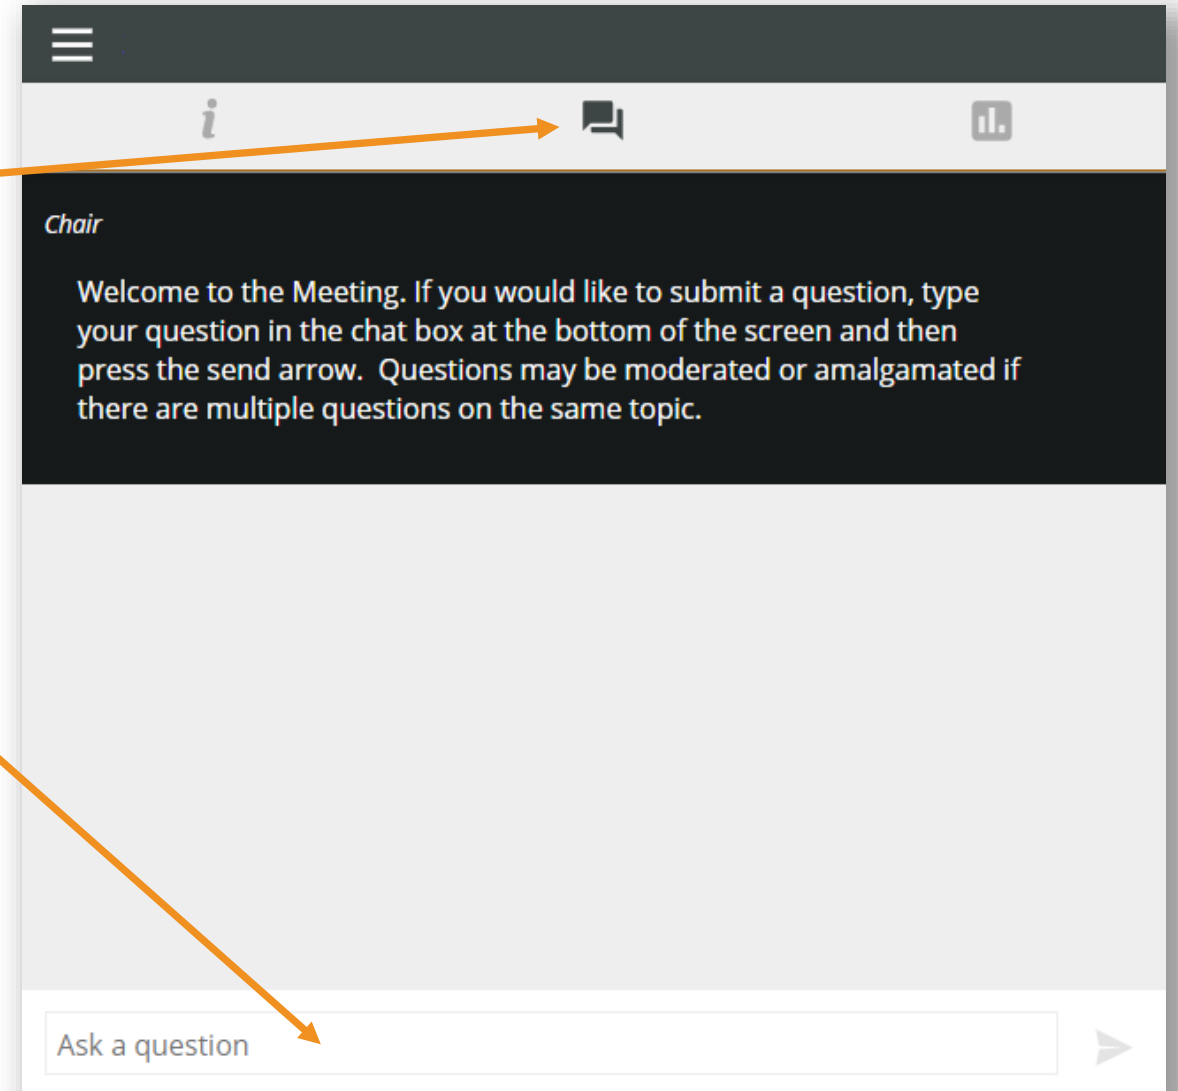 Chair
Welcome to the Meeting. If you would like to submit a question, type
your question in the chat box at the bottom of the screen and then
press the send arrow.  Questions may be moderated or amalgamated if
there are multiple questions on the same topic.
Ask a question